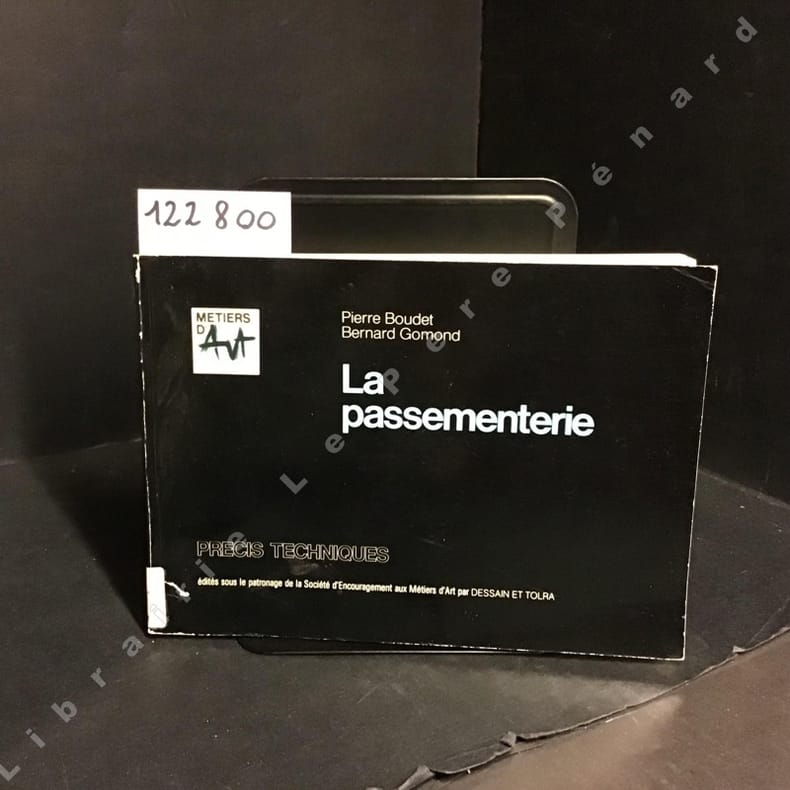 122 800
METIERS
D
Art
Pierre Boudet
Bernard Gomond
La
passementerie
PRECIS TECHNIQUES
édités sous le patronage de la Société d'Encouragement aux Métiers d'Art par DESSAIN ET TOLRA
Librairie Le Pere Pénard